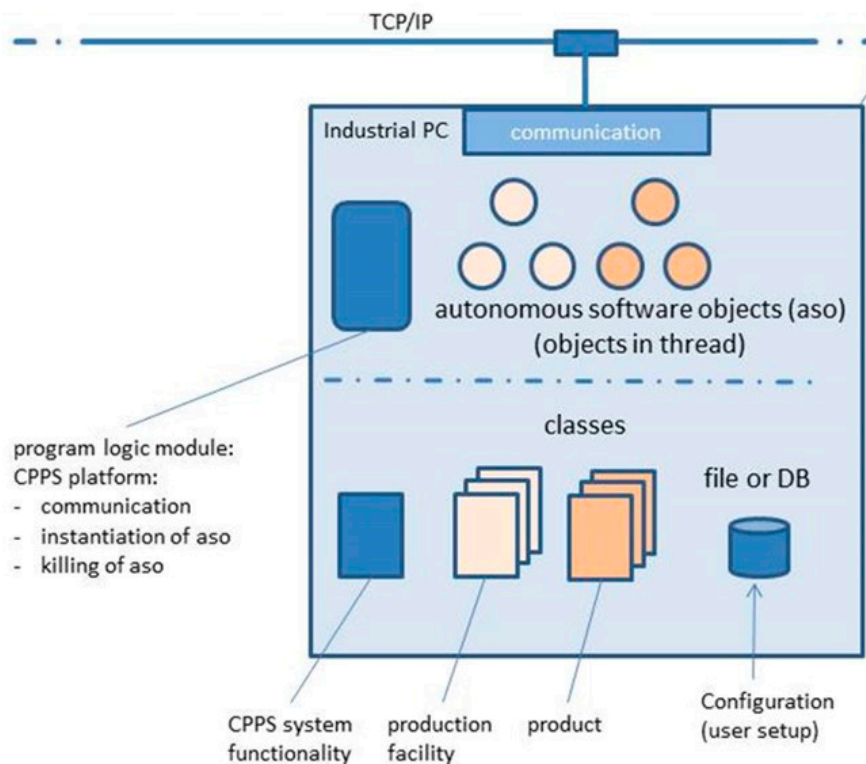 TCP/IP
Industrial PC
communication
autonomous software objects (aso)
(objects in thread)
program logic module:
CPPS platform:
- communication
- instantiation of aso
- killing of aso
classes
file or DB
CPPS system
functionality
production
facility
product
Configuration
(user setup)